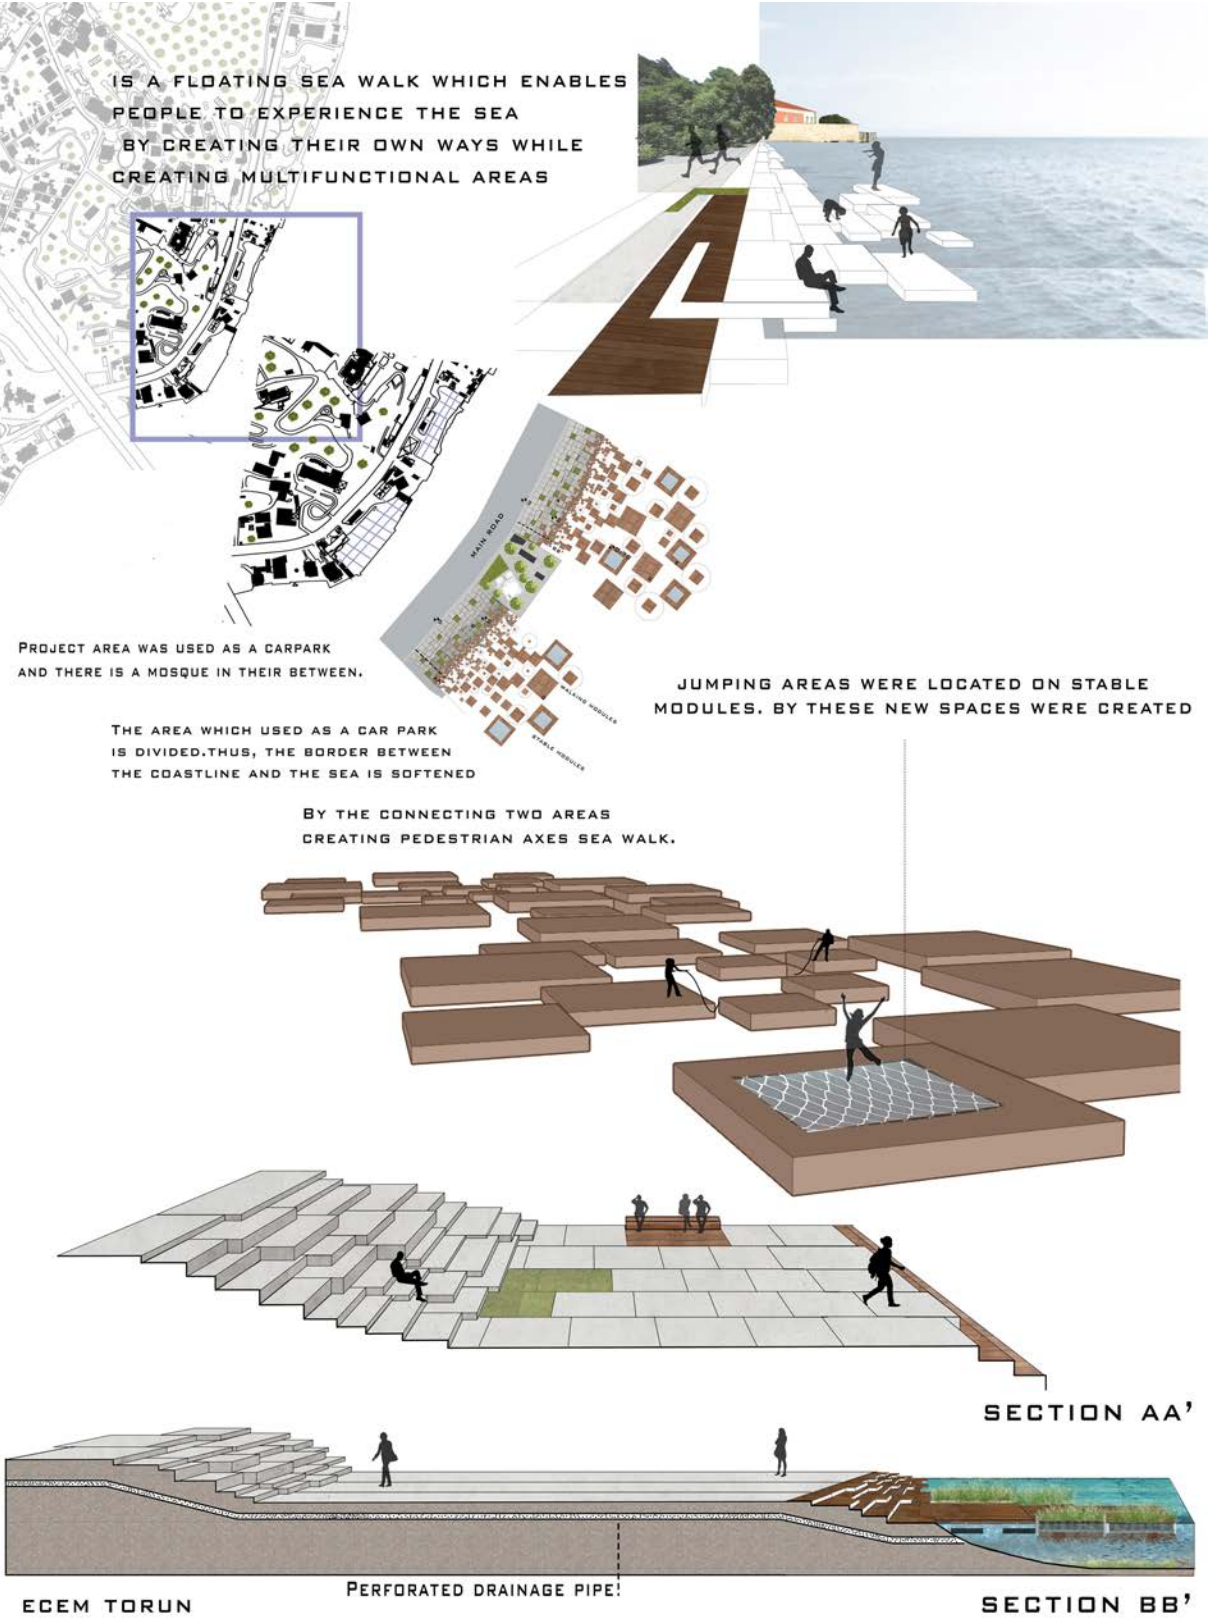 IS A FLOATING SEA WALK WHICH ENABLES
PEOPLE TO EXPERIENCE THE SEA
BY CREATING THEIR OWN WAYS WHILE
CREATING MULTIFUNCTIONAL AREAS
MAIN ROAD
WALKING MODULES
STABLE MODULES
PROJECT AREA WAS USED AS A CARPARK
AND THERE IS A MOSQUE IN THEIR BETWEEN.
JUMPING AREAS WERE LOCATED ON STABLE
MODULES. BY THESE NEW SPACES WERE CREATED
THE AREA WHICH USED AS A CAR PARK
IS DIVIDED.THUS, THE BORDER BETWEEN
THE COASTLINE AND THE SEA IS SOFTENED
BY THE CONNECTING TWO AREAS
CREATING PEDESTRIAN AXES SEA WALK.
SECTION AA'
PERFORATED DRAINAGE PIPE
ECEM TORUN
SECTION BB'